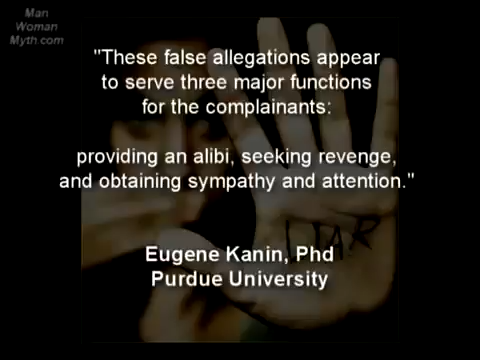 Man
Woman
Myth.com
"These false allegations appear
to serve three major functions
for the complainants:
providing an alibi, seeking revenge,
and obtaining sympathy and attention."
LIAR
Eugene Kanin, Phd
Purdue University